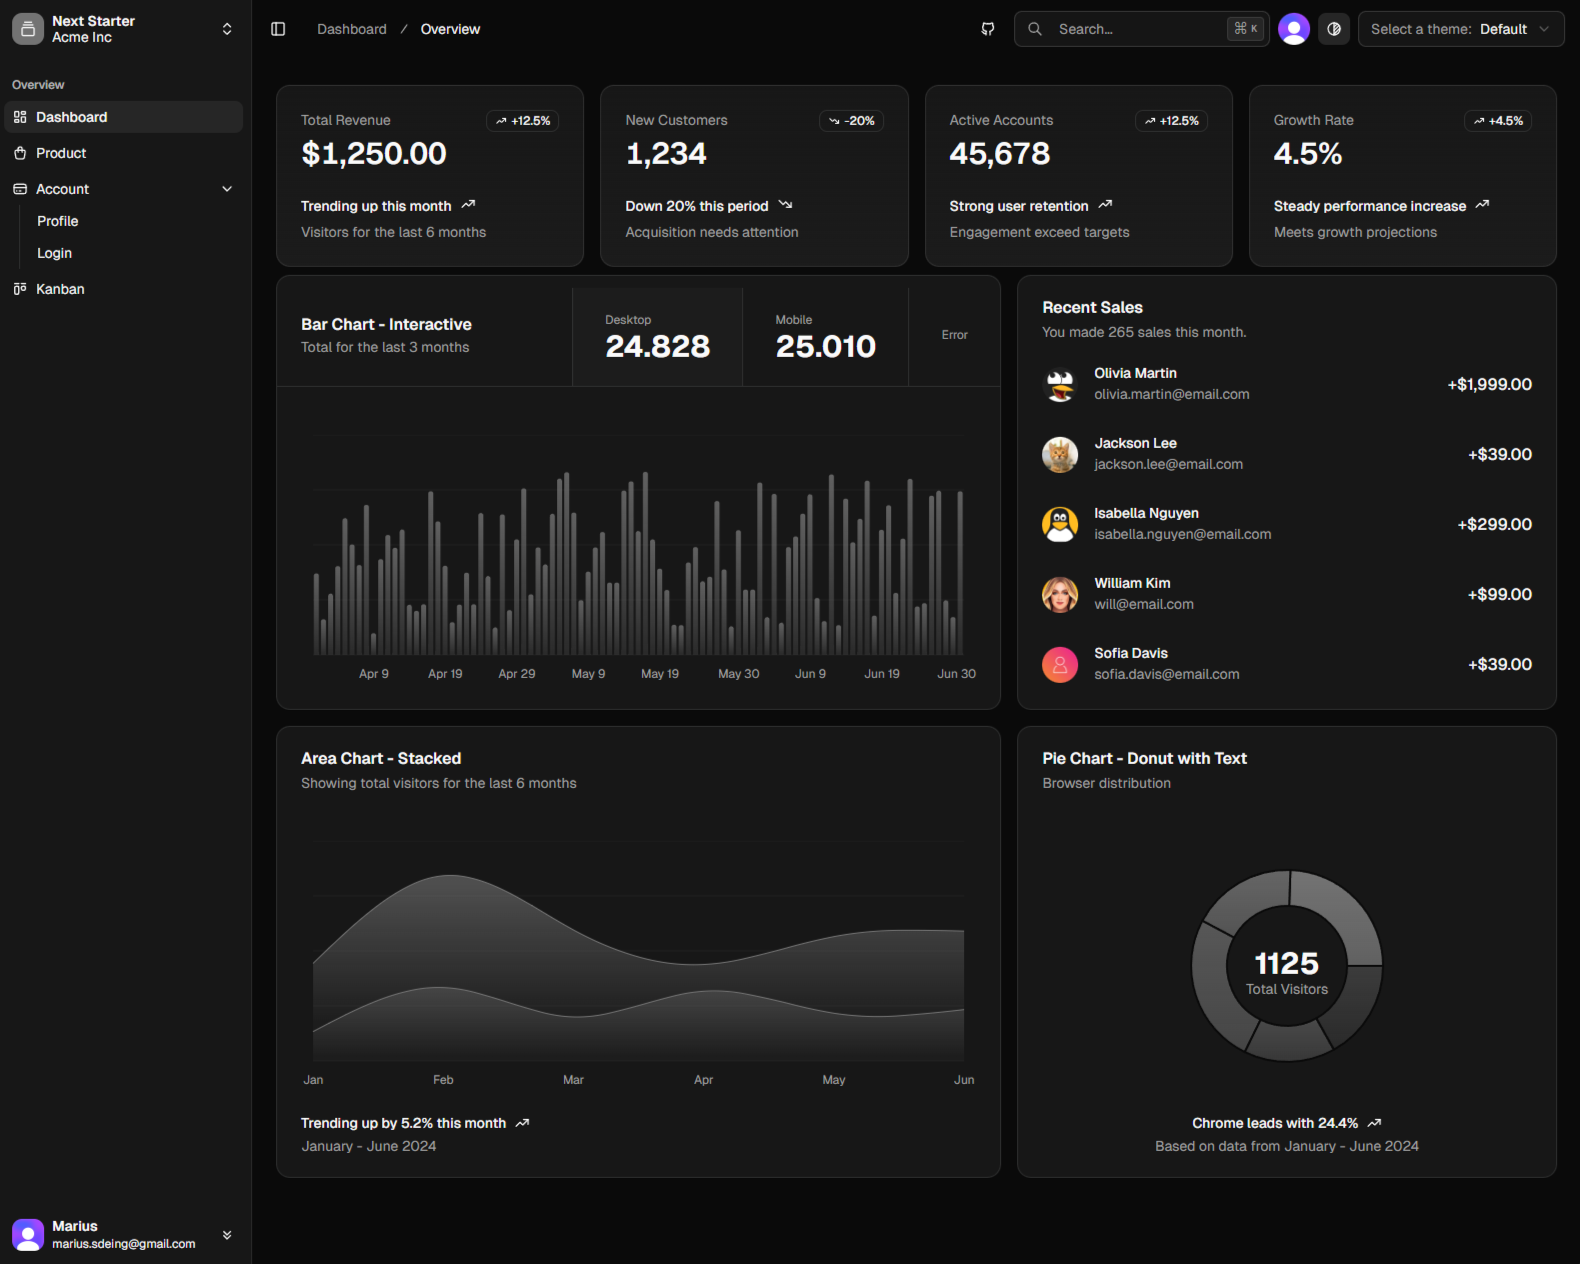 Next Starter
Acme Inc
Overview
Dashboard
Product
Account
Profile
Login
Kanban
Marius
marius.sdeing@gmail.com
Dashboard / Overview
Search...
⌘ K
Select a theme: Default
Total Revenue
+12.5%
$1,250.00
Trending up this month
Visitors for the last 6 months
New Customers
-20%
1,234
Down 20% this period
Acquisition needs attention
Active Accounts
+12.5%
45,678
Strong user retention
Engagement exceed targets
Growth Rate
+4.5%
4.5%
Steady performance increase
Meets growth projections
Bar Chart - Interactive
Total for the last 3 months
Desktop
24.828
Mobile
25.010
Error
Apr 9 Apr 19 Apr 29 May 9 May 19 May 30 Jun 9 Jun 19 Jun 30
Recent Sales
You made 265 sales this month.
Olivia Martin
olivia.martin@email.com
+$1,999.00
Jackson Lee
jackson.lee@email.com
+$39.00
Isabella Nguyen
isabella.nguyen@email.com
+$299.00
William Kim
will@email.com
+$99.00
Sofia Davis
sofia.davis@email.com
+$39.00
Area Chart - Stacked
Showing total visitors for the last 6 months
Jan Feb Mar Apr May Jun
Trending up by 5.2% this month
January - June 2024
Pie Chart - Donut with Text
Browser distribution
1125
Total Visitors
Chrome leads with 24.4%
Based on data from January - June 2024